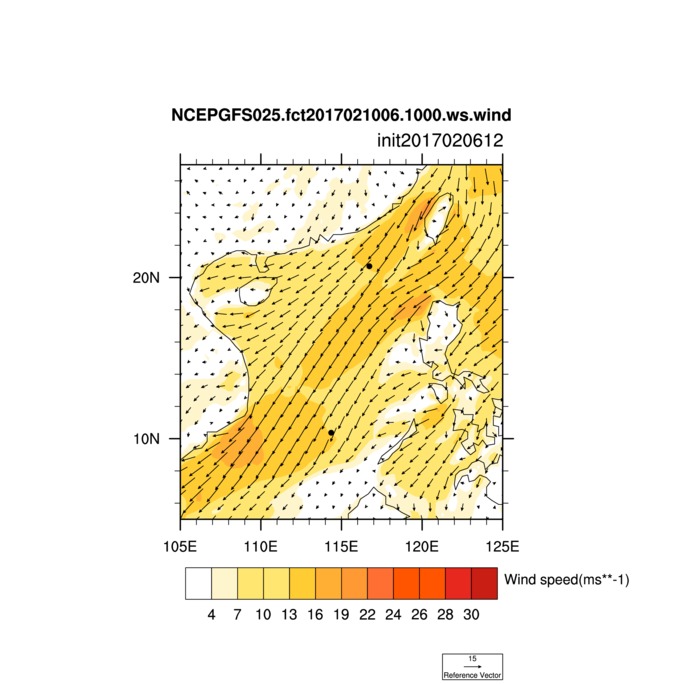 NCEPGFS025.fct2017021006.1000.ws.wind
init2017020612
20N
10N
105E 110E 115E 120E 125E
Wind speed(ms**-1)
4 7 10 13 16 19 22 24 26 28 30
15
Reference Vector